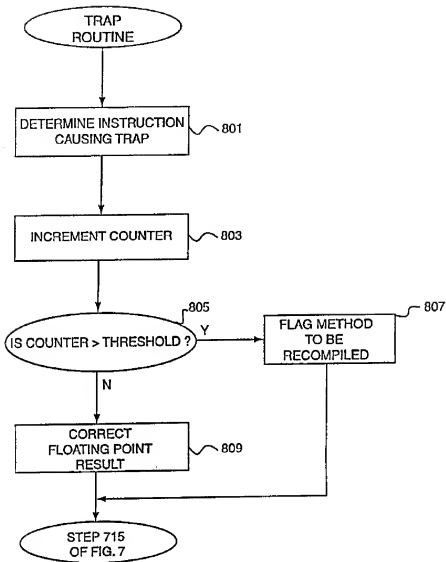 TRAP
ROUTINE
DETERMINE INSTRUCTION
CAUSING TRAP
801
INCREMENT COUNTER
803
805
IS COUNTER > THRESHOLD ?
Y
807
FLAG METHOD
TO BE
RECOMPILED
N
CORRECT
FLOATING POINT
RESULT
809
STEP 715
OF FIG. 7